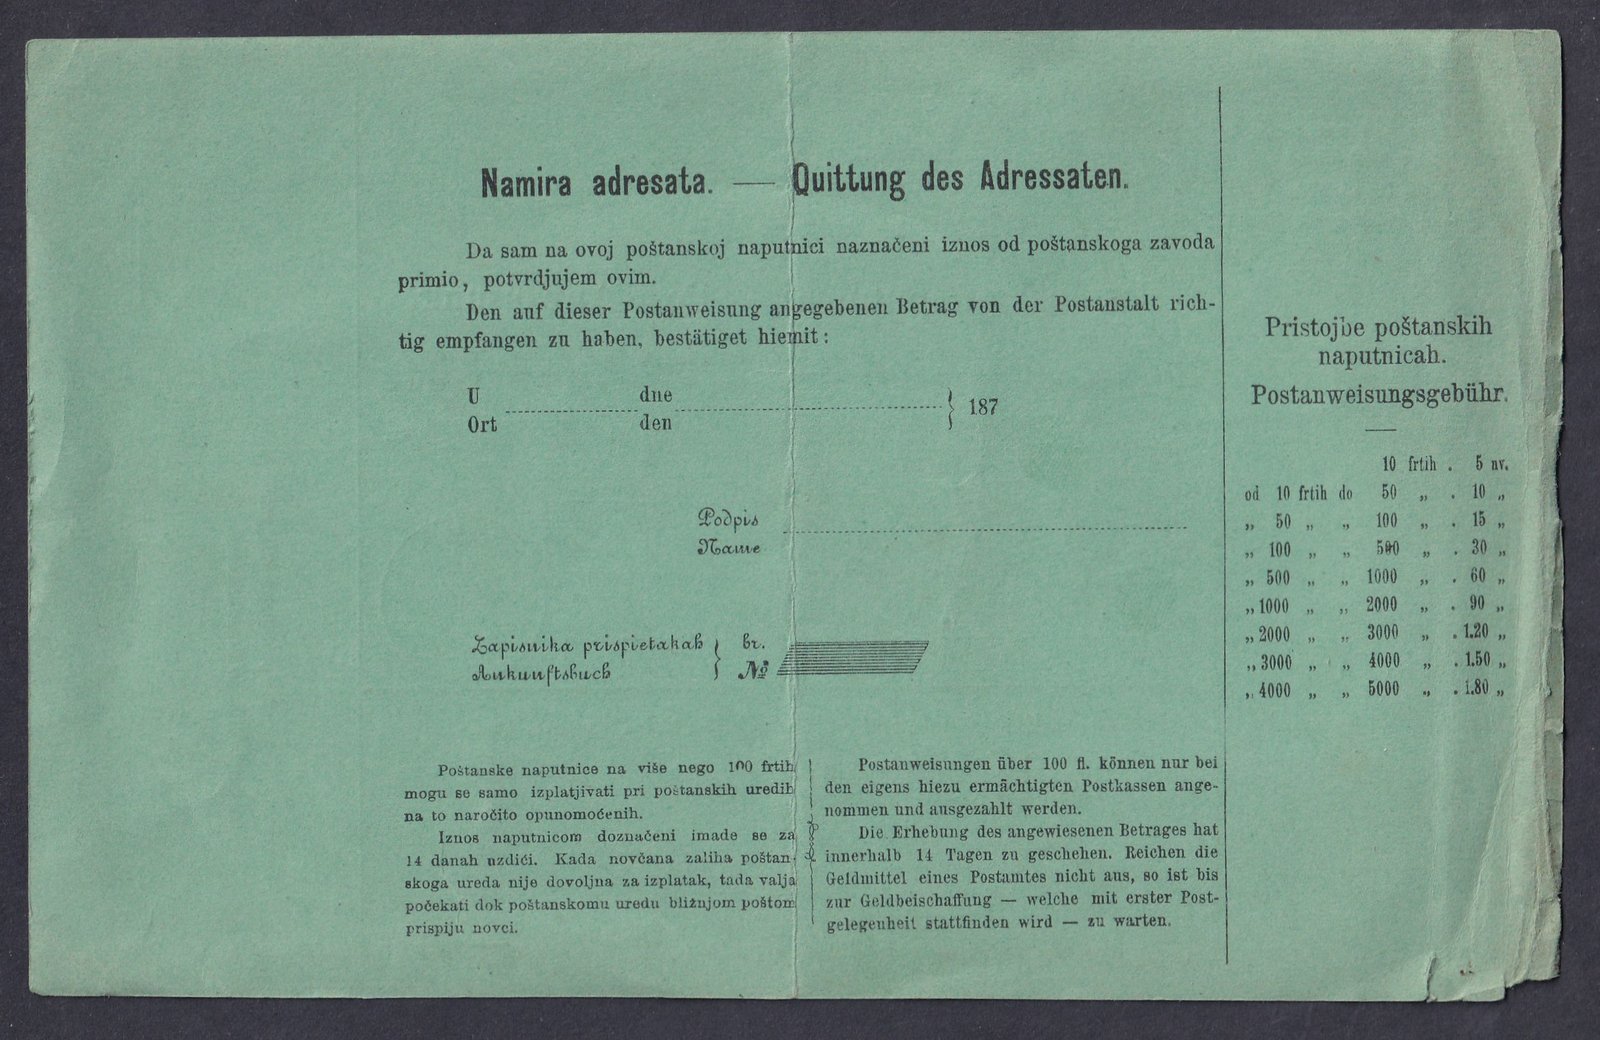 Namira adresata. — Quittung des Adressaten.
Da sam na ovoj poštanskoj naputnici naznačeni iznos od poštanskoga zavoda
primio, potvrdjujem ovim.
Den auf dieser Postanweisung angegebenen Betrag von der Postanstalt rich-
tig empfangen zu haben, bestätiget hiemit:
U dne
Ort den } 187
Podpis
Name
Zapisnika prispietakah } br.
Ankunftsbuch № 
Poštanske naputnice na više nego 100 frtih
mogu se samo izplatjivati pri poštanskih uredih
na to naročito opunomoćenih.
Iznos naputnicom doznačeni imade se za
14 danah uzdići. Kada novčana zaliha poštan-
skoga ureda nije dovoljna za izplatak, tada valja
počekati dok poštanskomu uredu bližnjom poštom
prispiju novci.
Postanweisungen über 100 fl. können nur bei
den eigens hiezu ermächtigten Postkassen ange-
nommen und ausgezahlt werden.
Die Erhebung des angewiesenen Betrages hat
innerhalb 14 Tagen zu geschehen. Reichen die
Geldmittel eines Postamtes nicht aus, so ist bis
zur Geldbeischaffung — welche mit erster Post-
gelegenheit stattfinden wird — zu warten.
Pristojbe poštanskih
naputnicah.
Postanweisungsgebühr.
10 frtih . 5 nv.
od 10 frtih do 50 „ . 10 „
„ 50 „ „ 100 „ . 15 „
„ 100 „ „ 500 „ . 30 „
„ 500 „ „ 1000 „ . 60 „
„ 1000 „ „ 2000 „ . 90 „
„ 2000 „ „ 3000 „ . 1.20 „
„ 3000 „ „ 4000 „ . 1.50 „
„ 4000 „ „ 5000 „ . 1.80 „